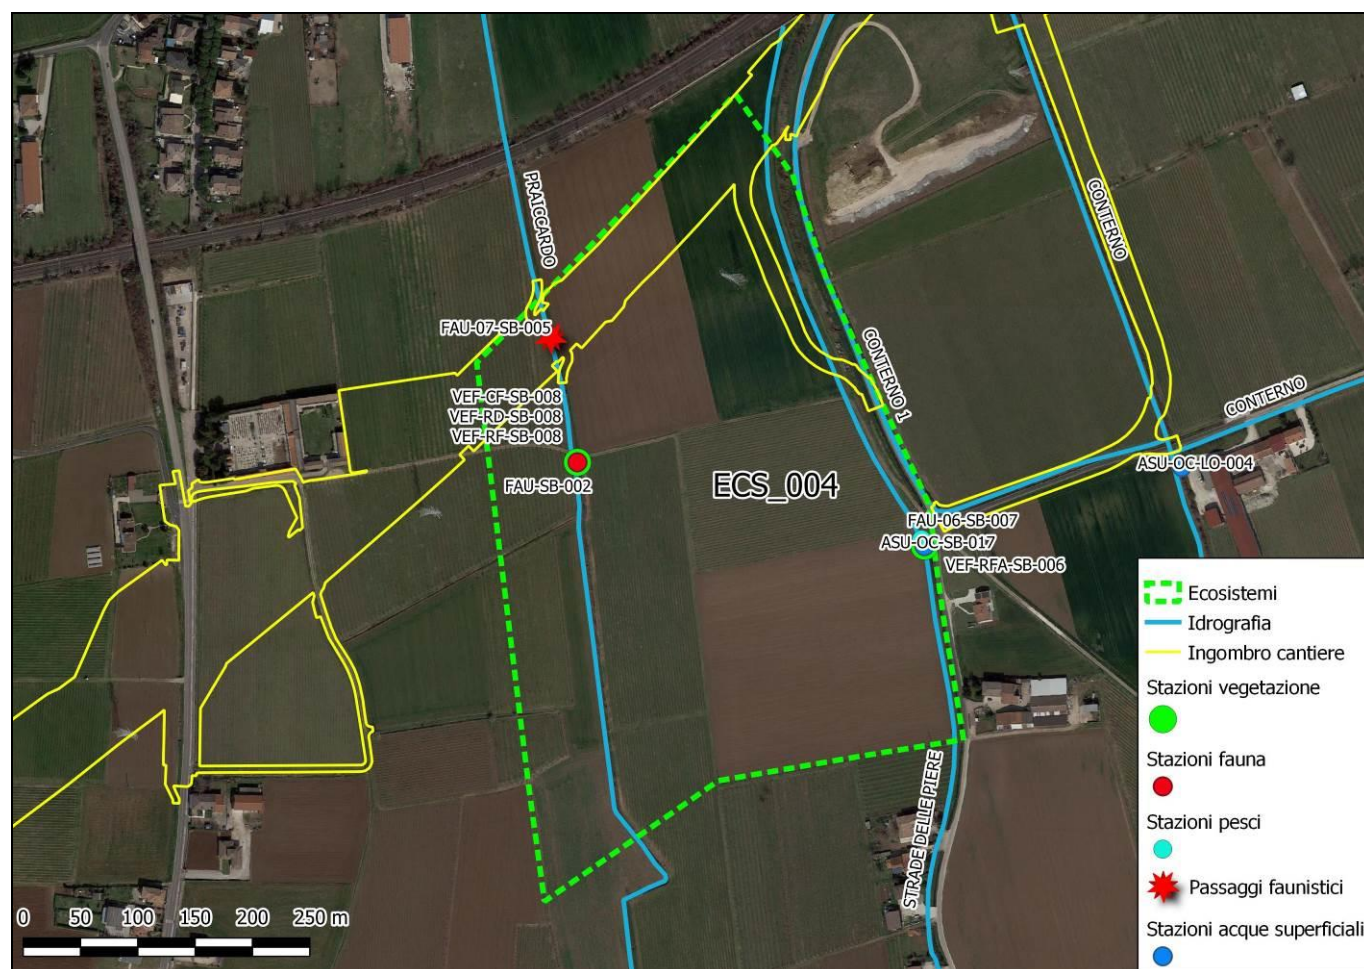 PRAICCARDO
CONTERNO
FAU-07-SB-005
CONTERNO 1
VEF-CF-SB-008
VEF-RD-SB-008
VEF-RF-SB-008
CONTERNO
ASU-OC-LO-004
FAU-SB-002
ECS_004
FAU-06-SB-007
ASU-OC-SB-017
VEF-RFA-SB-006
STRADE DELLE PIERE
0 50 100 150 200 250 m
Ecosistemi
Idrografia
Ingombro cantiere
Stazioni vegetazione
Stazioni fauna
Stazioni pesci
Passaggi faunistici
Stazioni acque superficiali